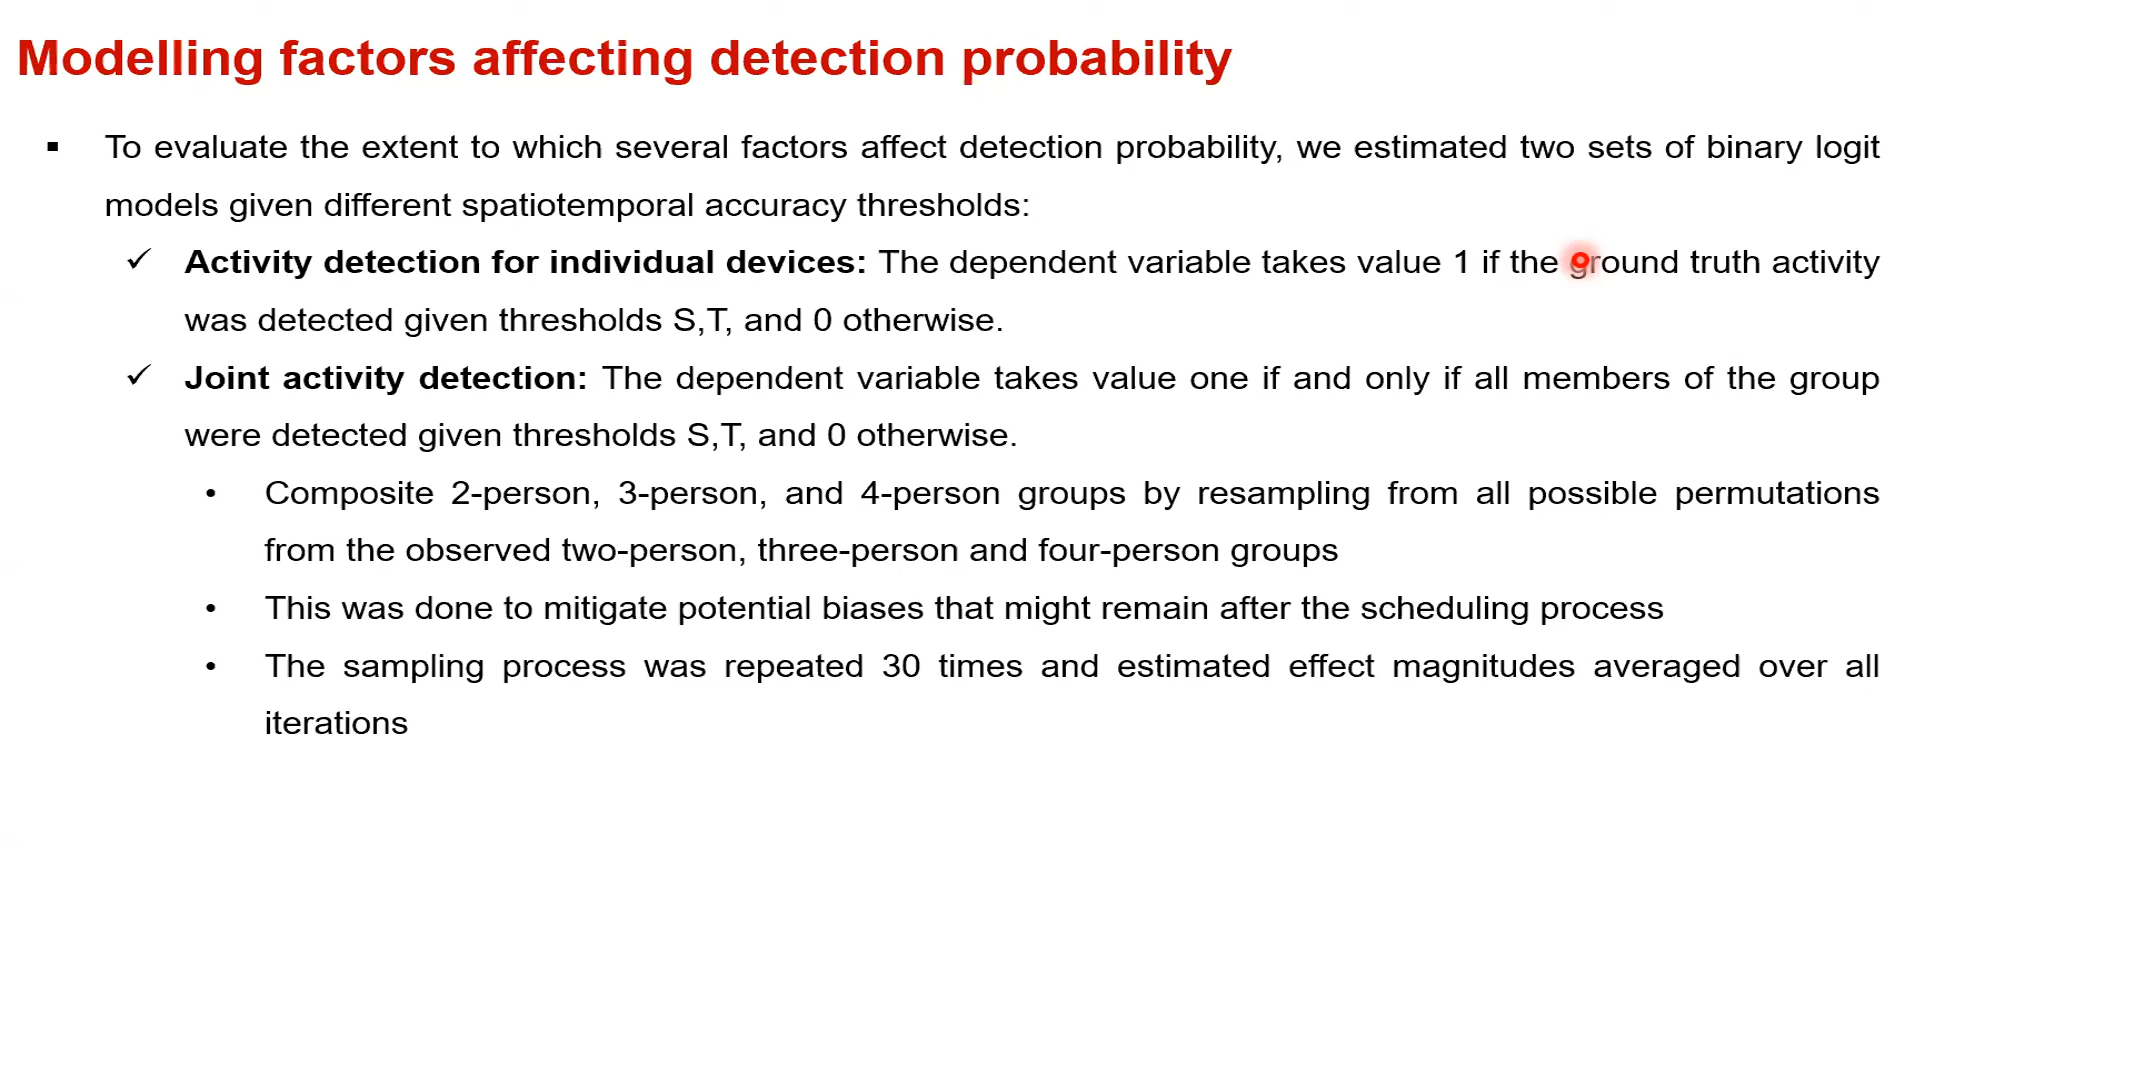 Modelling factors affecting detection probability
▪ To evaluate the extent to which several factors affect detection probability, we estimated two sets of binary logit
models given different spatiotemporal accuracy thresholds:
✓ Activity detection for individual devices: The dependent variable takes value 1 if the ground truth activity
was detected given thresholds S,T, and 0 otherwise.
✓ Joint activity detection: The dependent variable takes value one if and only if all members of the group
were detected given thresholds S,T, and 0 otherwise.
• Composite 2-person, 3-person, and 4-person groups by resampling from all possible permutations
from the observed two-person, three-person and four-person groups
• This was done to mitigate potential biases that might remain after the scheduling process
• The sampling process was repeated 30 times and estimated effect magnitudes averaged over all
iterations